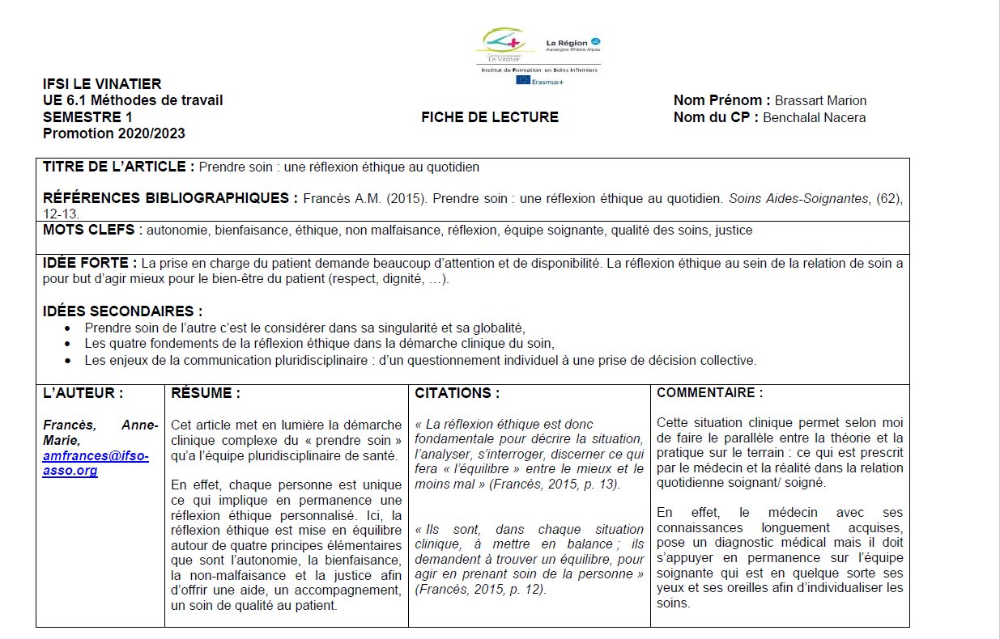 La Région
Auvergne-Rhône-Alpes
Centre hospitalier
Le Vinatier
Institut de Formation en Soins Infirmiers
Erasmus+
IFSI LE VINATIER
UE 6.1 Méthodes de travail
SEMESTRE 1
Promotion 2020/2023
FICHE DE LECTURE
Nom Prénom : Brassart Marion
Nom du CP : Benchalal Nacera
TITRE DE L’ARTICLE : Prendre soin : une réflexion éthique au quotidien
RÉFÉRENCES BIBLIOGRAPHIQUES : Francès A.M. (2015). Prendre soin : une réflexion éthique au quotidien. Soins Aides-Soignantes, (62),
12-13.
MOTS CLEFS : autonomie, bienfaisance, éthique, non malfaisance, réflexion, équipe soignante, qualité des soins, justice
IDÉE FORTE : La prise en charge du patient demande beaucoup d’attention et de disponibilité. La réflexion éthique au sein de la relation de soin a
pour but d’agir mieux pour le bien-être du patient (respect, dignité, …).
IDÉES SECONDAIRES :
• Prendre soin de l’autre c’est le considérer dans sa singularité et sa globalité,
• Les quatre fondements de la réflexion éthique dans la démarche clinique du soin,
• Les enjeux de la communication pluridisciplinaire : d’un questionnement individuel à une prise de décision collective.
L’AUTEUR :
Francès, Anne-
Marie,
amfrances@ifso-
asso.org
RÉSUME :
Cet article met en lumière la démarche
clinique complexe du « prendre soin »
qu’a l’équipe pluridisciplinaire de santé.
En effet, chaque personne est unique
ce qui implique en permanence une
réflexion éthique personnalisé. Ici, la
réflexion éthique est mise en équilibre
autour de quatre principes élémentaires
que sont l’autonomie, la bienfaisance,
la non-malfaisance et la justice afin
d’offrir une aide, un accompagnement,
un soin de qualité au patient.
CITATIONS :
« La réflexion éthique est donc
fondamentale pour décrire la situation,
l’analyser, s’interroger, discerner ce qui
fera « l’équilibre » entre le mieux et le
moins mal » (Francès, 2015, p. 13).
« Ils sont, dans chaque situation
clinique, à mettre en balance ; ils
demandent à trouver un équilibre, pour
agir en prenant soin de la personne »
(Francès, 2015, p. 12).
COMMENTAIRE :
Cette situation clinique permet selon moi
de faire le parallèle entre la théorie et la
pratique sur le terrain : ce qui est prescrit
par le médecin et la réalité dans la relation
quotidienne soignant/ soigné.
En effet, le médecin avec ses
connaissances longuement acquises,
pose un diagnostic médical mais il doit
s’appuyer en permanence sur l’équipe
soignante qui est en quelque sorte ses
yeux et ses oreilles afin d’individualiser les
soins.